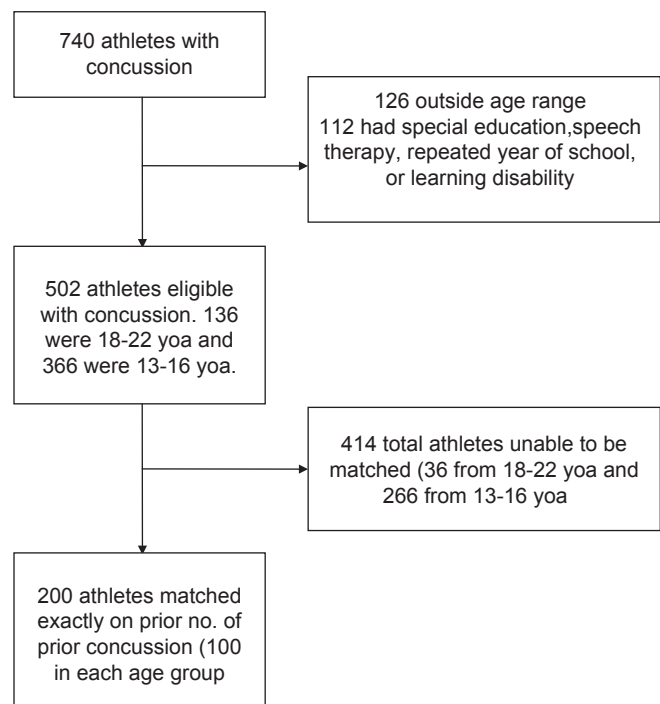 740 athletes with
concussion
126 outside age range
112 had special education,speech
therapy, repeated year of school,
or learning disability
502 athletes eligible
with concussion. 136
were 18-22 yoa and
366 were 13-16 yoa.
414 total athletes unable to be
matched (36 from 18-22 yoa and
266 from 13-16 yoa
200 athletes matched
exactly on prior no. of
prior concussion (100
in each age group